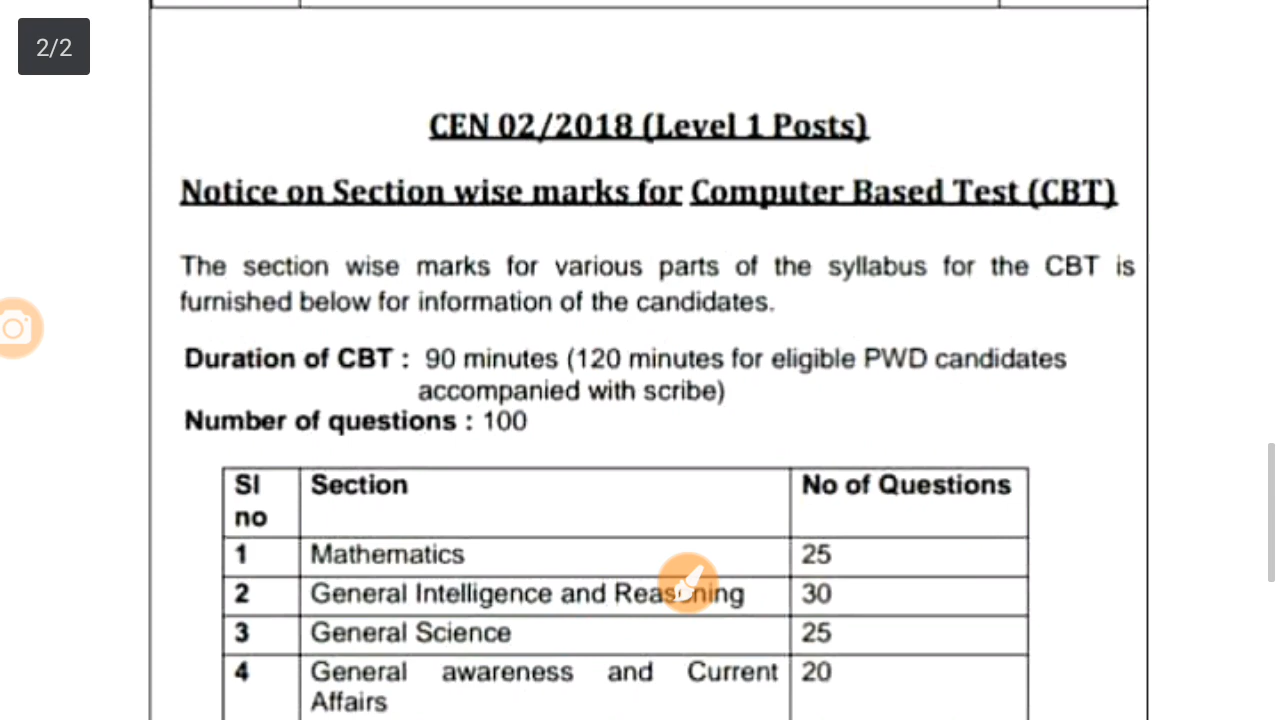 2/2
CEN 02/2018 (Level 1 Posts)
Notice on Section wise marks for Computer Based Test (CBT)
The section wise marks for various parts of the syllabus for the CBT is
furnished below for information of the candidates.
Duration of CBT : 90 minutes (120 minutes for eligible PWD candidates
accompanied with scribe)
Number of questions : 100
Sl no Section No of Questions
1 Mathematics 25
2 General Intelligence and Reasoning 30
3 General Science 25
4 General awareness and Current 20
Affairs